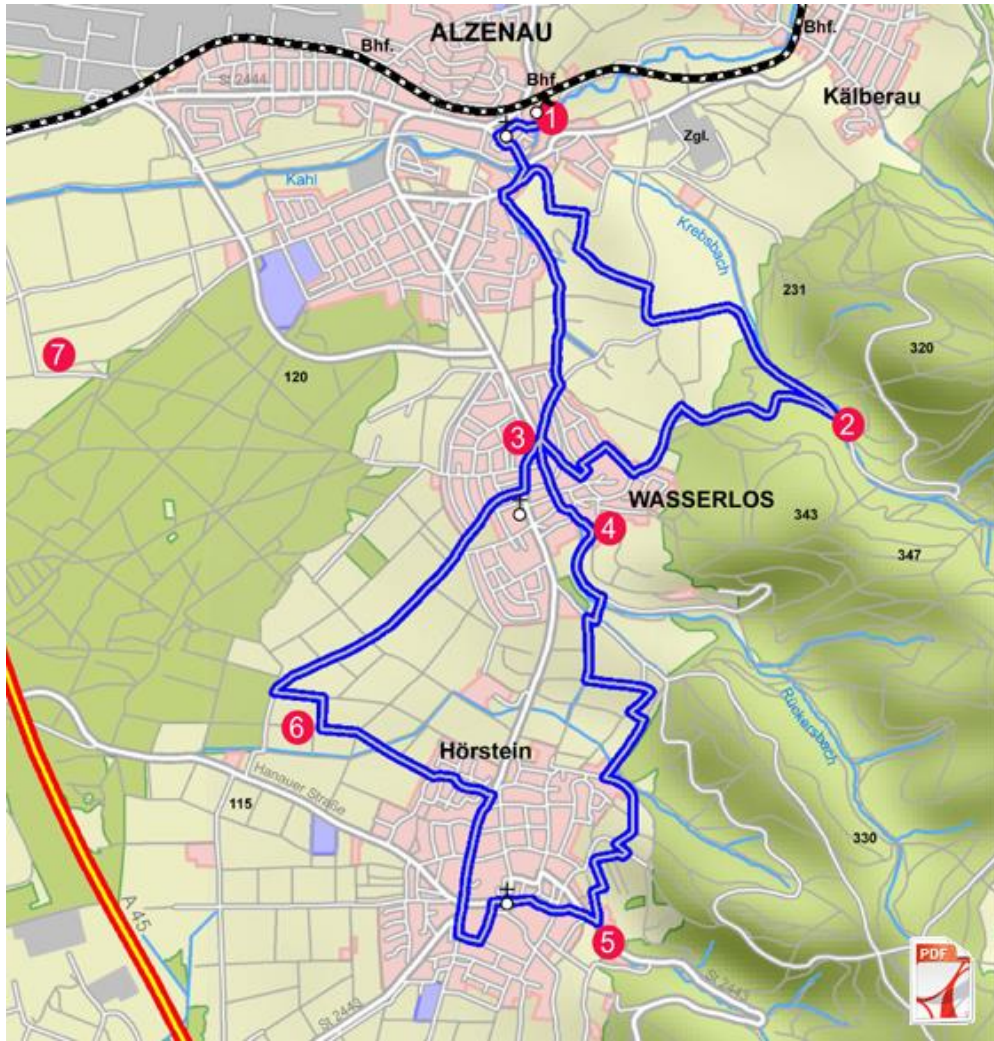 ALZENAU
Bhf.
Bhf.
Bhf
St 2444
Kälberau
1
Zgl.
Kahl
Krebsbach
231
320
7
120
2
3
WASSERLOS
343
4
347
6
Hörstein
Rückersbach
Hanauer Straße
115
330
A 45
5
St 2443
St 2443
PDF